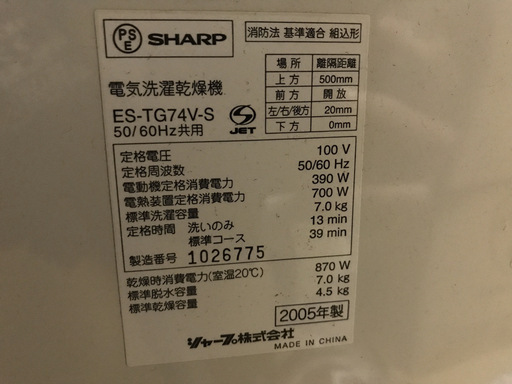 PS
E
SHARP
消防法 基準適合 組込形
場所 離隔距離
上方 500mm
前方 開放
左/右/後方 20mm
下方 0mm
電気洗濯乾燥機
ES-TG74V-S
50/60Hz共用
S
JET
定格電圧 100 V
定格周波数 50/60 Hz
電動機定格消費電力 390 W
電熱装置定格消費電力 700 W
標準洗濯容量 7.0 kg
定格時間 洗いのみ 13 min
標準コース 39 min
製造番号 1026775
乾燥時消費電力(室温20℃) 870 W
標準脱水容量 7.0 kg
標準乾燥容量 4.5 kg
2005年製
シャープ株式会社
MADE IN CHINA